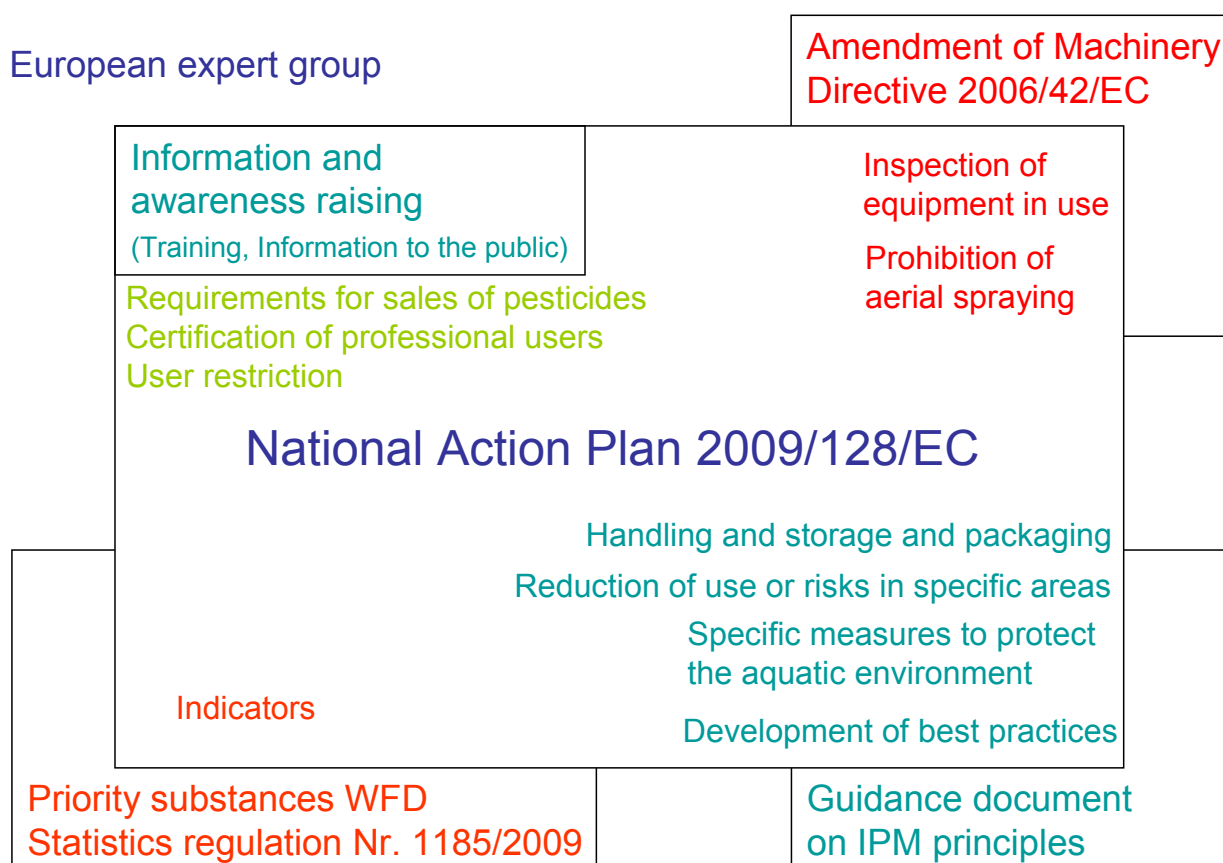 European expert group
Amendment of Machinery
Directive 2006/42/EC
Information and
awareness raising
(Training, Information to the public)
Inspection of
equipment in use
Prohibition of
aerial spraying
Requirements for sales of pesticides
Certification of professional users
User restriction
National Action Plan 2009/128/EC
Handling and storage and packaging
Reduction of use or risks in specific areas
Specific measures to protect
the aquatic environment
Indicators
Development of best practices
Priority substances WFD
Statistics regulation Nr. 1185/2009
Guidance document
on IPM principles